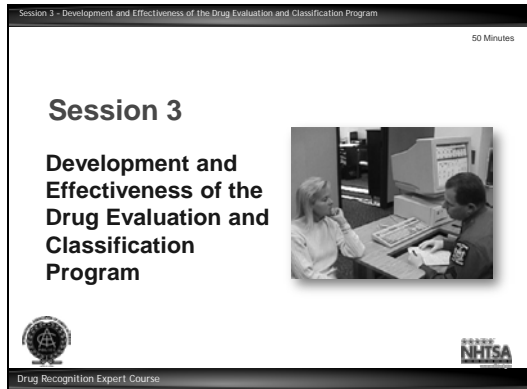 Session 3 - Development and Effectiveness of the Drug Evaluation and Classification Program
50 Minutes
Session 3
Development and
Effectiveness of the
Drug Evaluation and
Classification
Program
NHTSA
Drug Recognition Expert Course